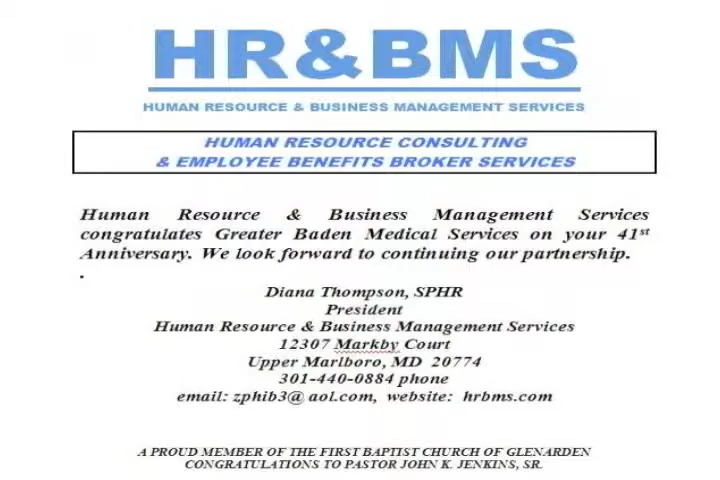 HR&BMS
HUMAN RESOURCE & BUSINESS MANAGEMENT SERVICES
HUMAN RESOURCE CONSULTING
& EMPLOYEE BENEFITS BROKER SERVICES
Human Resource & Business Management Services
congratulates Greater Baden Medical Services on your 41st
Anniversary. We look forward to continuing our partnership.
.
Diana Thompson, SPHR
President
Human Resource & Business Management Services
12307 Markby Court
Upper Marlboro, MD 20774
301-440-0884 phone
email: zphib3@aol.com, website: hrbms.com
A PROUD MEMBER OF THE FIRST BAPTIST CHURCH OF GLENARDEN
CONGRATULATIONS TO PASTOR JOHN K. JENKINS, SR.